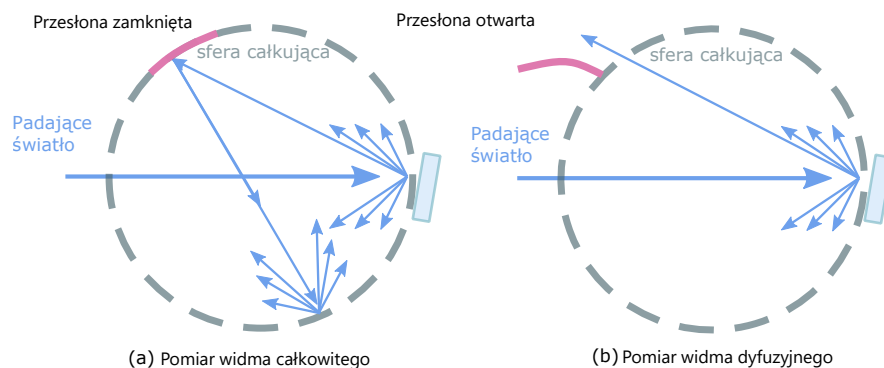 Przesłona zamknięta
sfera całkująca
Padające
światło
(a) Pomiar widma całkowitego
Przesłona otwarta
sfera całkująca
Padające
światło
(b) Pomiar widma dyfuzyjnego